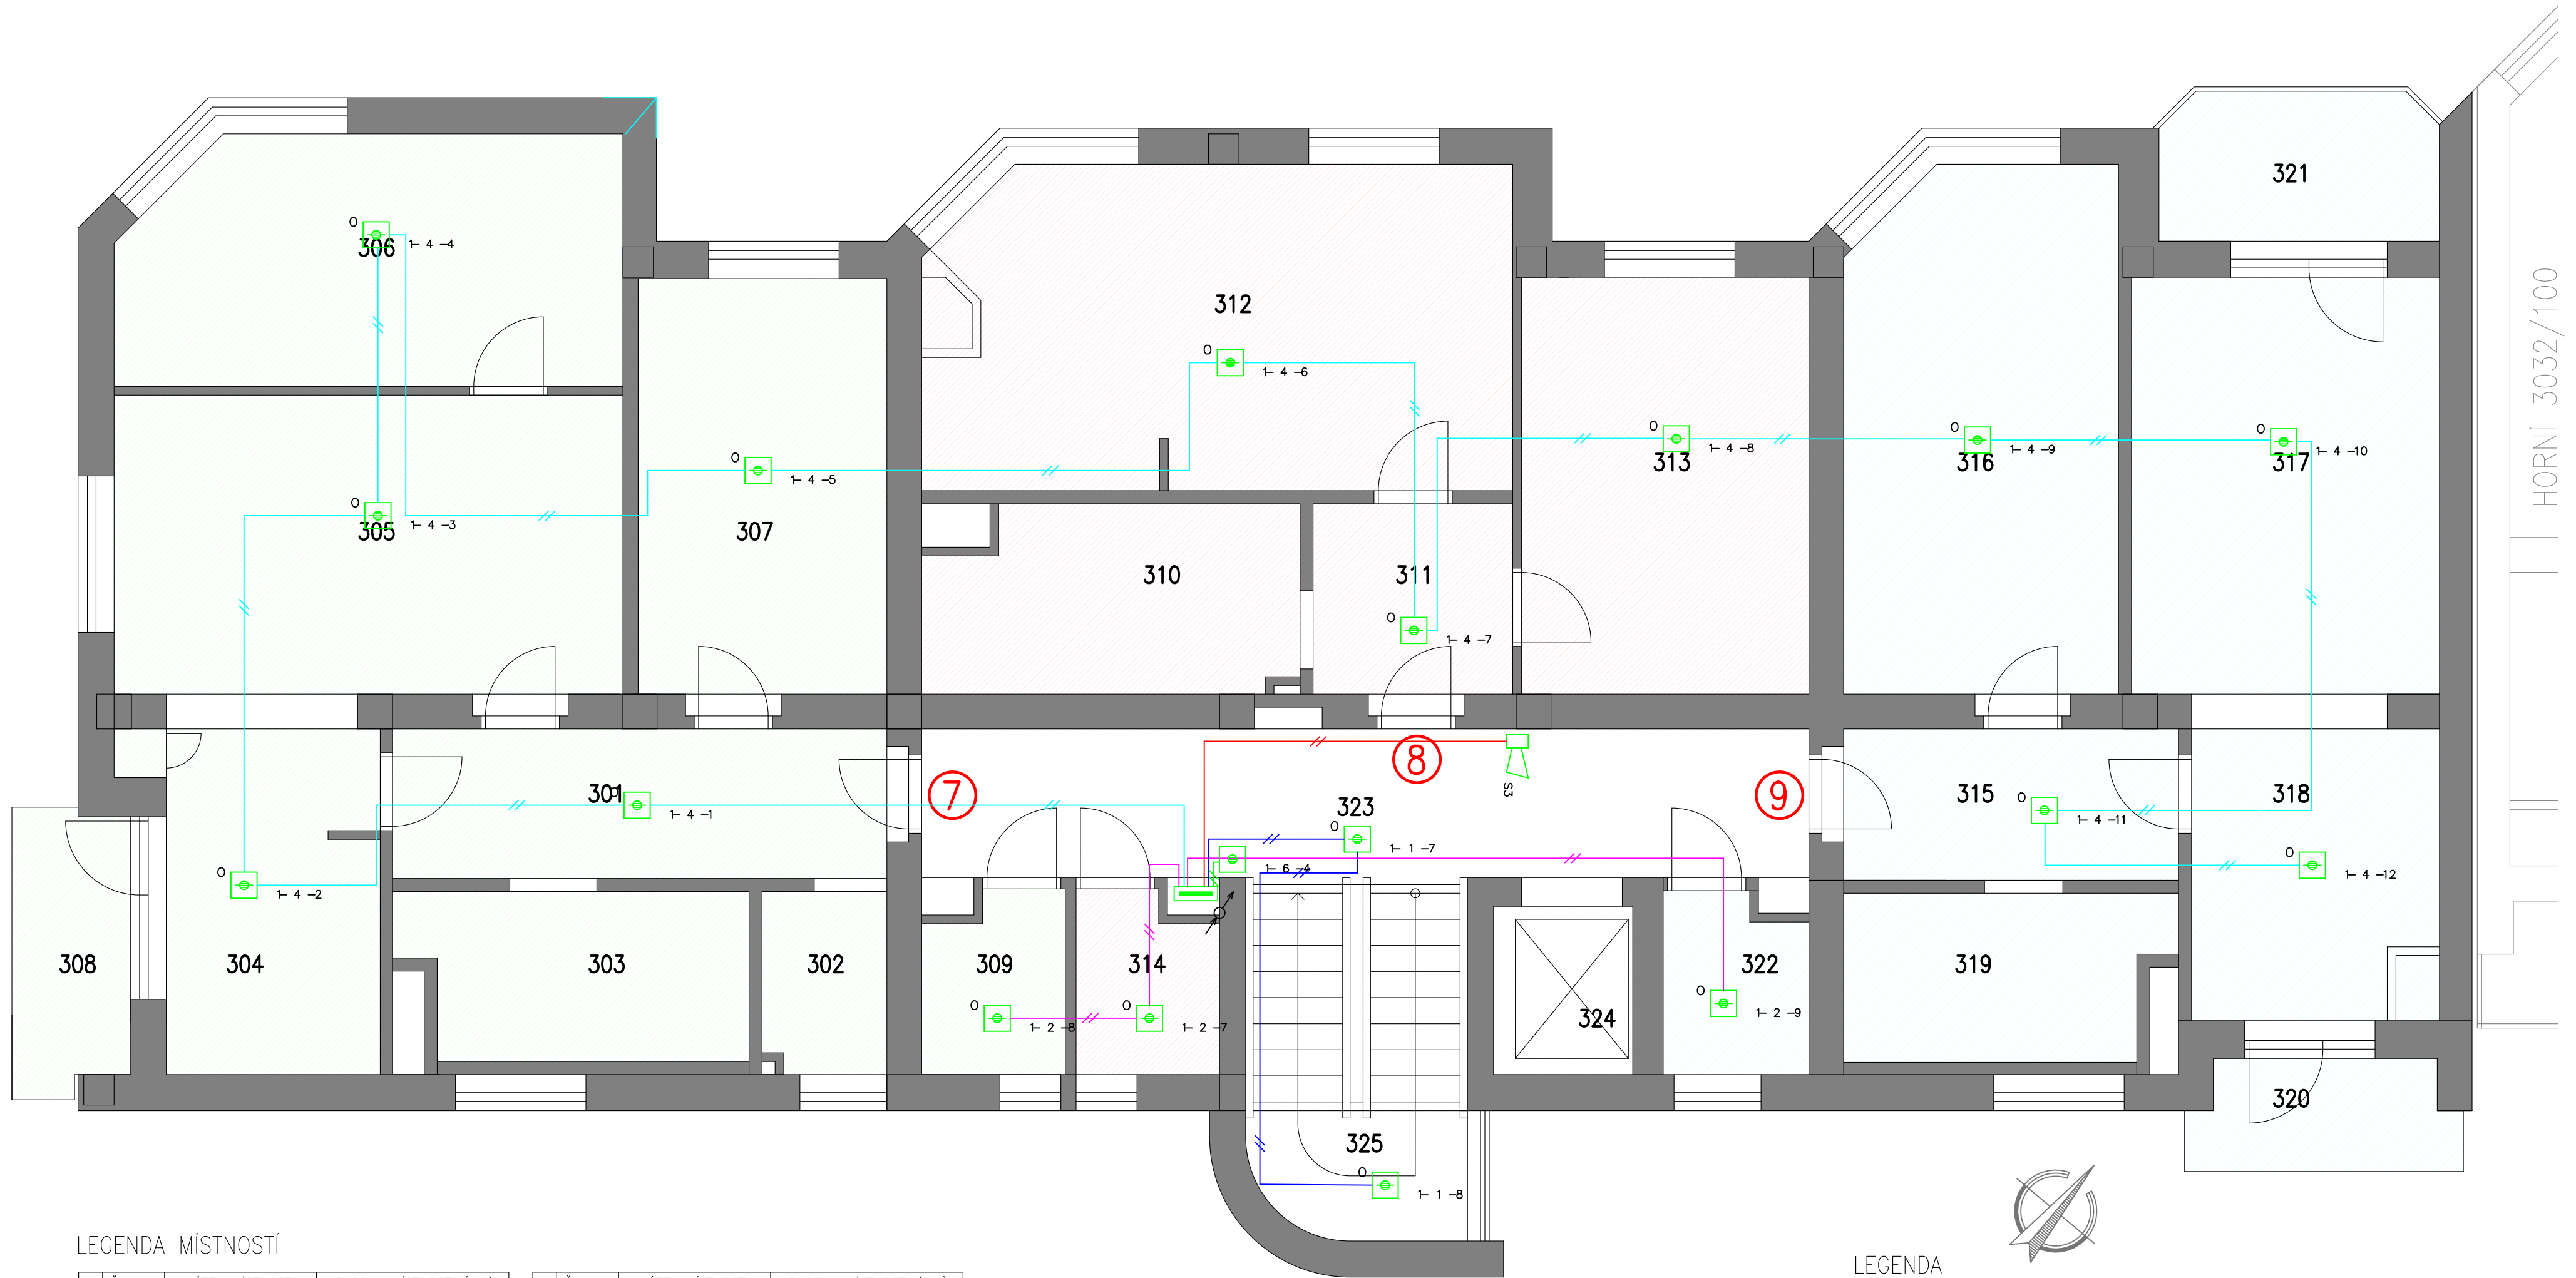 321
HORNÍ 3032/100
O
306
1- 4 -4
312
O
1- 4 -6
O
313
1- 4 -8
O
316
1- 4 -9
O
317
1- 4 -10
O
305
1- 4 -3
O
307
1- 4 -5
310
311
O
1- 4 -7
7
8
9
S3
301
O
1- 4 -1
323
O
1- 1 -7
315
O
1- 4 -11
318
O
1- 4 -12
O
1- 4 -2
1- 6 -4
308
304
303
302
309
314
322
319
O
1- 2 -8
O
1- 2 -7
324
O
1- 2 -9
320
325
O
1- 1 -8
LEGENDA MÍSTNOSTÍ
LEGENDA